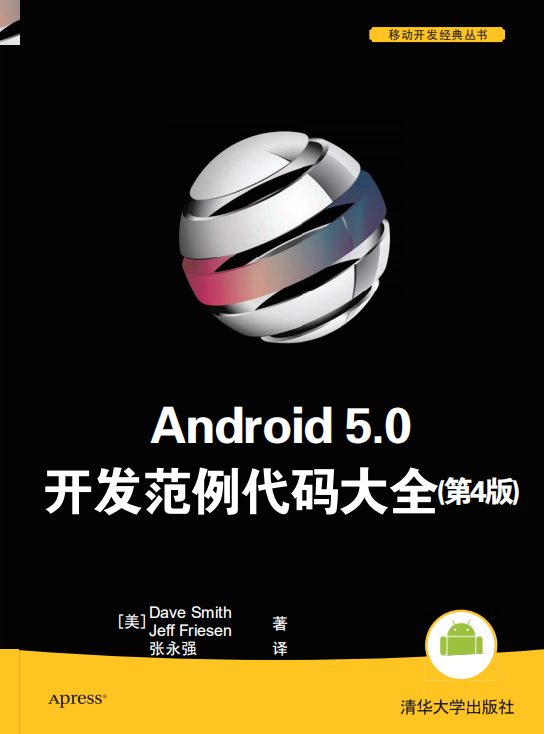 移动开发经典丛书
Android 5.0
开发范例代码大全(第4版)
[美] Dave Smith
Jeff Friesen 著
张永强 译
Apress®
清华大学出版社